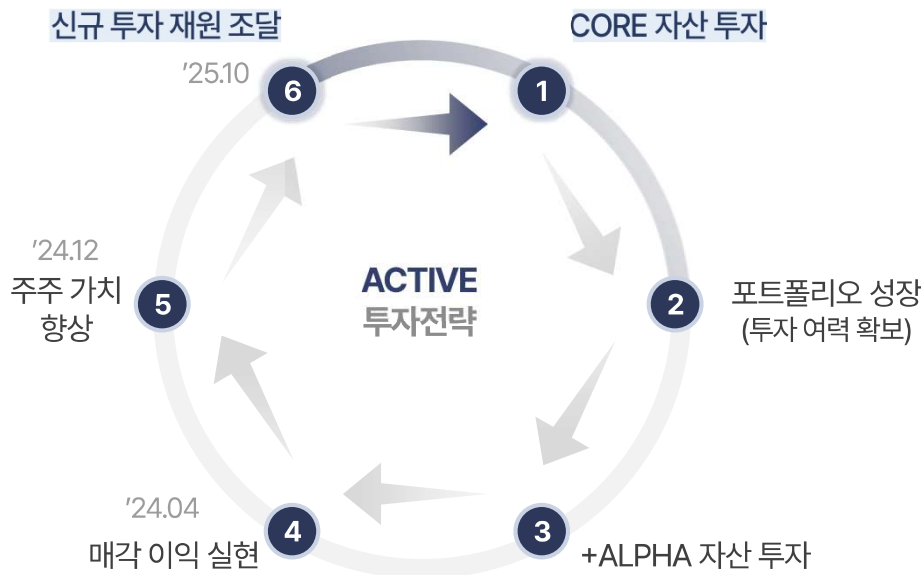 신규 투자 재원 조달
CORE 자산 투자
'25.10
6
1
'24.12
주주 가치
향상
5
ACTIVE
투자전략
2
포트폴리오 성장
(투자 여력 확보)
'24.04
4
매각 이익 실현
3
+ALPHA 자산 투자